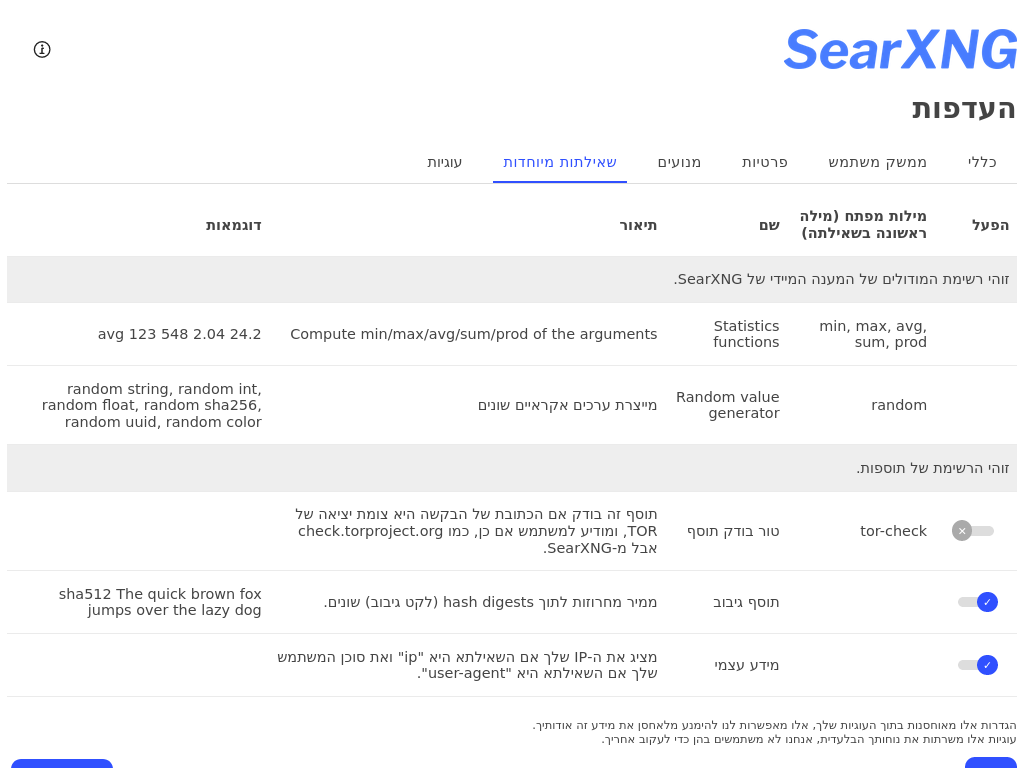 SearXNG
העדפות
כללי
ממשק משתמש
פרטיות
מנועים
שאילתות מיוחדות
עוגיות
הפעל
מילות מפתח (מילה
ראשונה בשאילתה)
שם
תיאור
דוגמאות
זוהי רשימת המודולים של המענה המיידי של SearXNG.
min, max, avg,
sum, prod
Statistics
functions
Compute min/max/avg/sum/prod of the arguments
avg 123 548 2.04 24.2
random
Random value
generator
מייצרת ערכים אקראיים שונים
random string, random int,
random float, random sha256,
random uuid, random color
זוהי הרשימת של תוספות.
tor-check
טור בודק תוסף
תוסף זה בודק אם הכתובת של הבקשה היא צומת יציאה של
TOR, ומודיע למשתמש אם כן, כמו check.torproject.org
אבל מ-SearXNG.
תוסף גיבוב
ממיר מחרוזות לתוך hash digests (לקט גיבוב) שונים.
sha512 The quick brown fox
jumps over the lazy dog
מידע עצמי
מציג את ה-IP שלך אם השאילתא היא "ip" ואת סוכן המשתמש
שלך אם השאילתא היא "user-agent".
הגדרות אלו מאוחסנות בתוך העוגיות שלך, אלו מאפשרות לנו להימנע מלאחסן את מידע זה אודותיך.
עוגיות אלו משרתות את נוחותך הבלעדית, אנחנו לא משתמשים בהן כדי לעקוב אחריך.